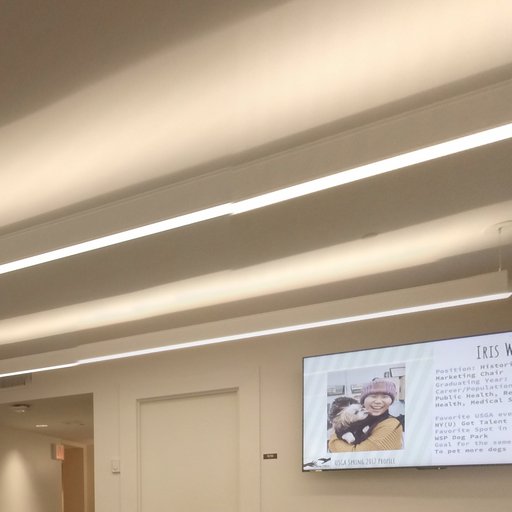 IRIS W
Position: Histori
Marketing Chair
Graduating Year:
Career/Population
Public Health, Re
Health, Medical S
Favorite USGA eve
NY(U) Got Talent
Favorite Spot in
WSP Dog Park
Goal for the seme
To pet more dogs
USGA SPRING 2017 PROFILE